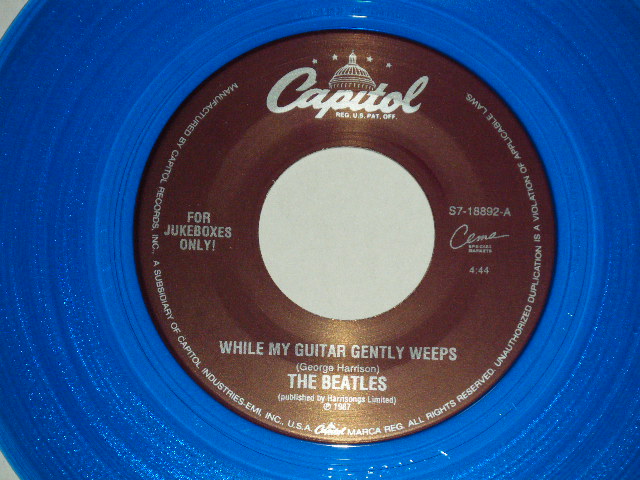 Capitol
REG. U.S. PAT. OFF.
FOR
JUKEBOXES
ONLY!
S7-18892-A
Cema
4:44
WHILE MY GUITAR GENTLY WEEPS
(George Harrison)
THE BEATLES
(published by Harrisongs Limited)
℗ 1987
MANUFACTURED BY CAPITOL RECORDS, INC., A SUBSIDIARY OF CAPITOL INDUSTRIES-EMI, INC., U.S.A. Capitol MARCA REG. ALL RIGHTS RESERVED UNAUTHORIZED DUPLICATION IS A VIOLATION OF APPLICABLE LAWS